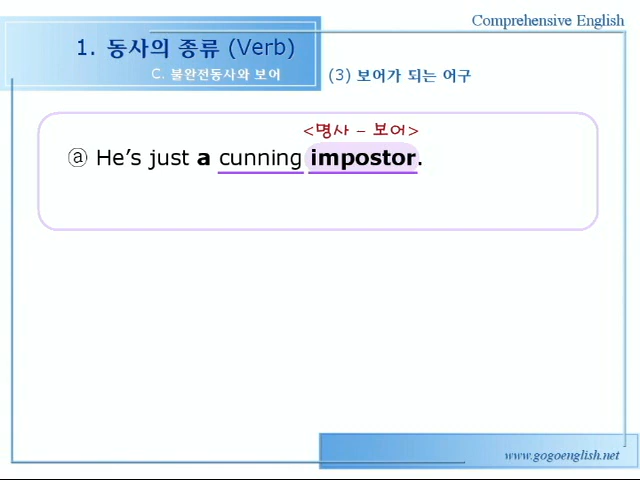 Comprehensive English
1. 동사의 종류 (Verb)
C. 불완전동사와 보어
(3) 보어가 되는 어구
<명사 – 보어>
ⓐ He’s just a cunning impostor.
www.gogoenglish.net